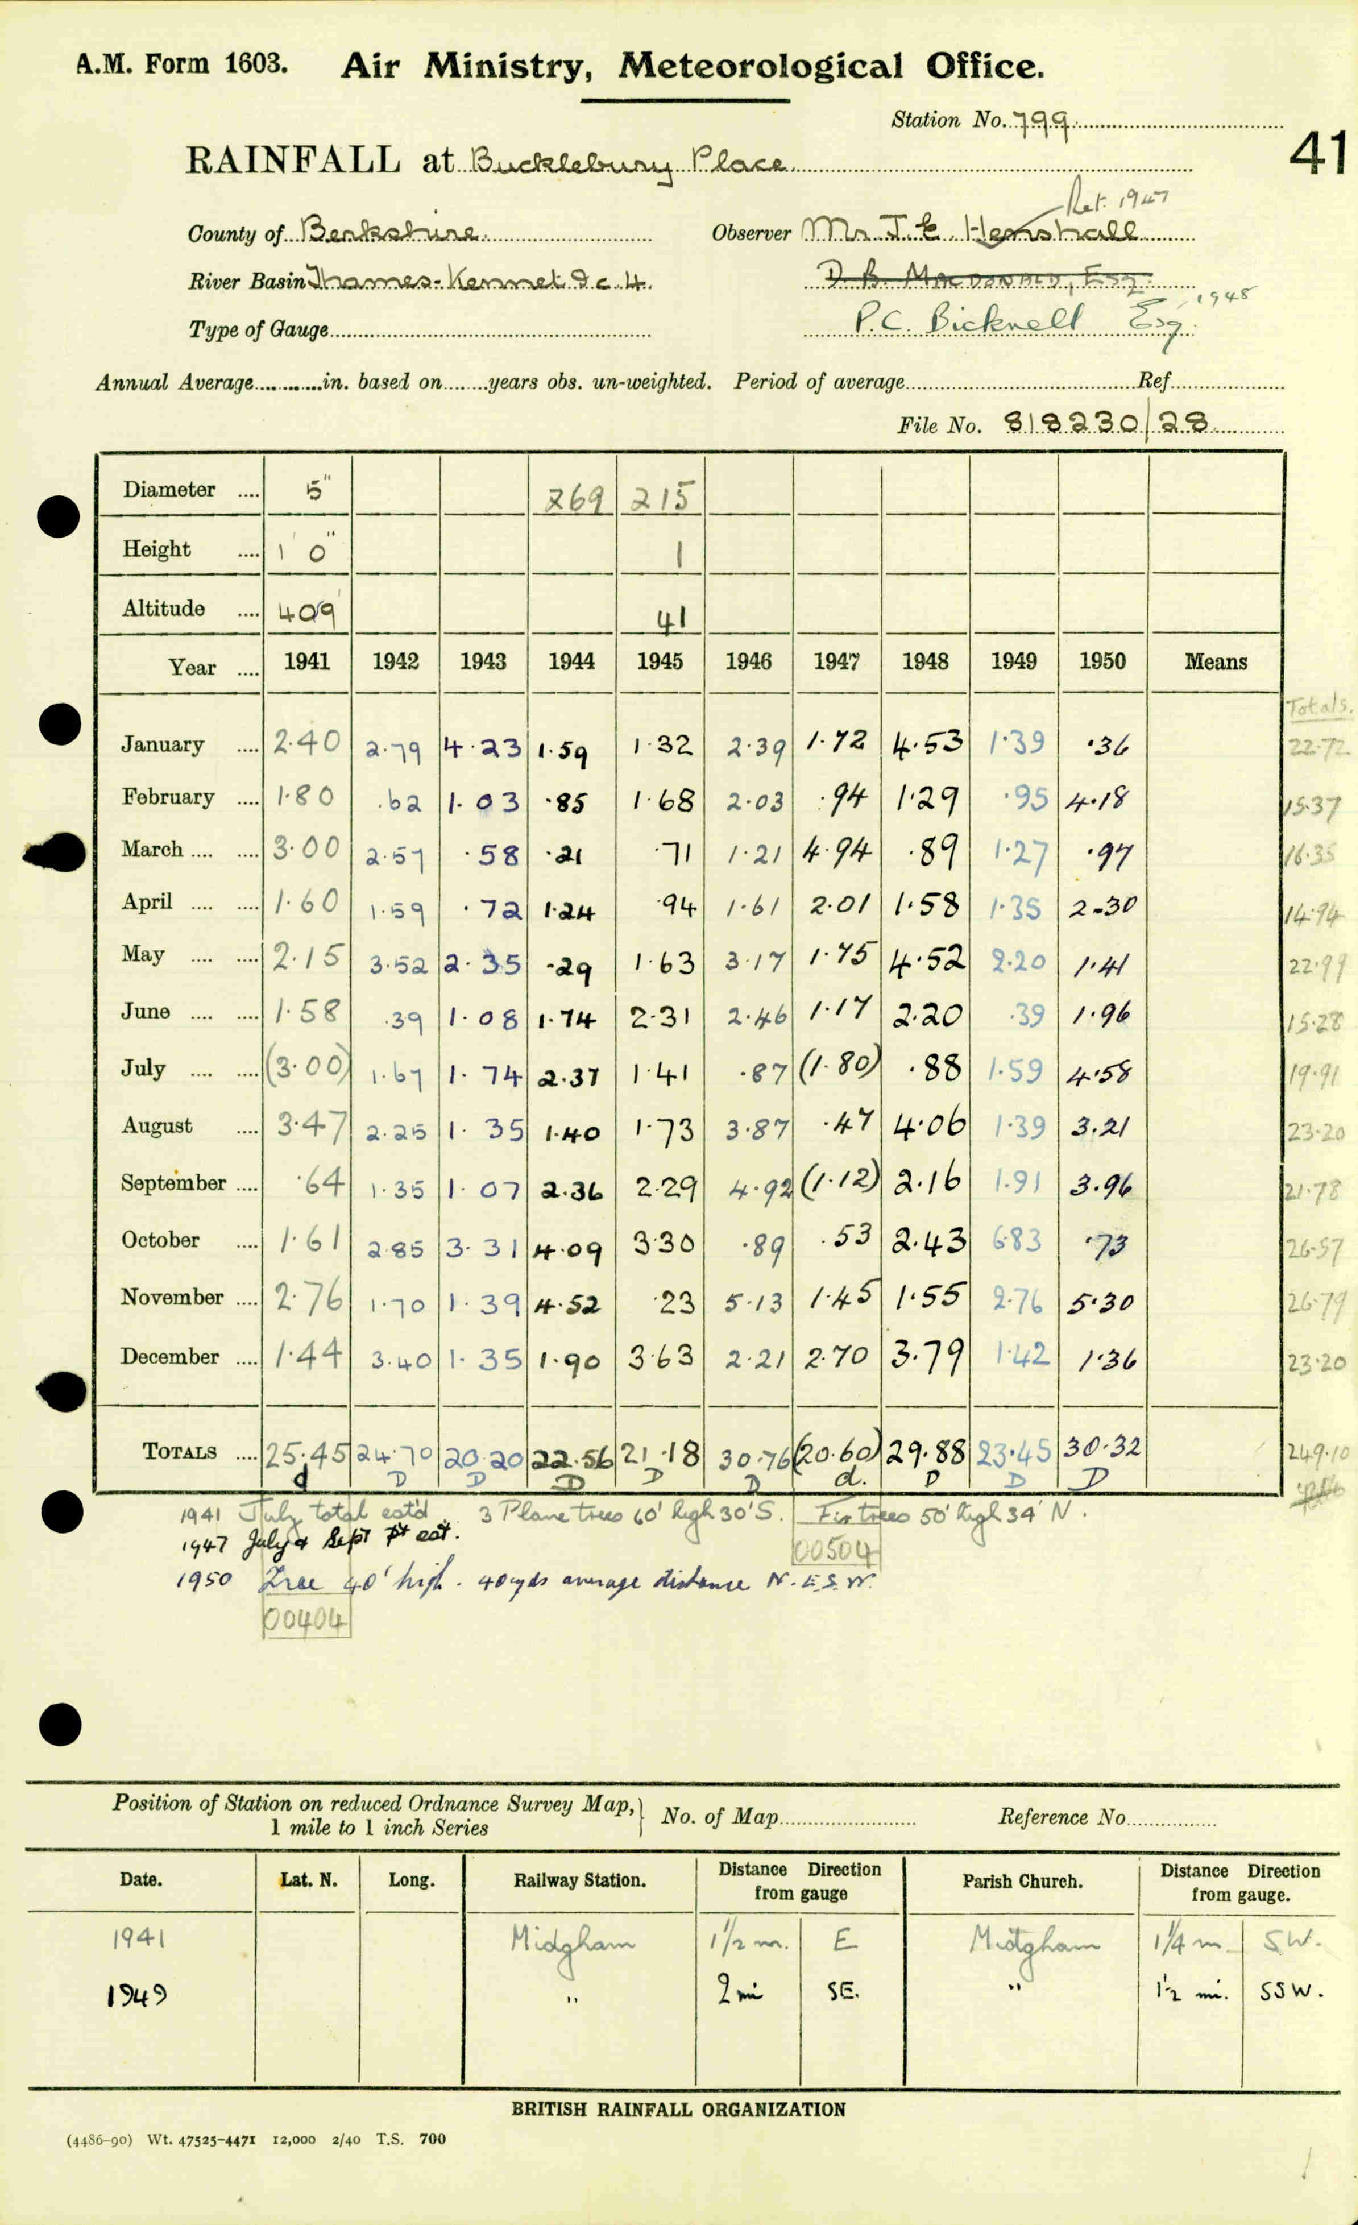 A.M. Form 1603. Air Ministry, Meteorological Office.
Station No. 799
41
RAINFALL at Bucklebury Place
Ret. 1947
County of Berkshire Observer Mr J. E. Henshall
River Basin Thames-Kennet & c. 4. D. B. MACDONALD, ESQ.
Type of Gauge P.C. Bicknell Esq. 1948
Annual Average in. based on years obs. un-weighted. Period of average Ref
File No. 818230/28
Diameter .... 5" 269 215
Height .... 1' 0" 1
Altitude .... 409' 41
Year .... 1941 1942 1943 1944 1945 1946 1947 1948 1949 1950 Means
Totals.
January .... 2.40 2.79 4.23 1.59 1.32 2.39 1.72 4.53 1.39 .36 22.72
February .... 1.80 .62 1.03 .85 1.68 2.03 .94 1.29 .95 4.18 15.37
March .... .... 3.00 2.57 .58 .21 .71 1.21 4.94 .89 1.27 .97 16.35
April .... .... 1.60 1.59 .72 1.24 .94 1.61 2.01 1.58 1.35 2.30 14.94
May .... .... 2.15 3.52 2.35 .29 1.63 3.17 1.75 4.52 2.20 1.41 22.99
June .... .... 1.58 .39 1.08 1.74 2.31 2.46 1.17 2.20 .39 1.96 15.28
July .... .... (3.00) 1.67 1.74 2.37 1.41 .87 (1.80) .88 1.59 4.58 19.91
August .... 3.47 2.25 1.35 1.40 1.73 3.87 .47 4.06 1.39 3.21 23.20
September .... .64 1.35 1.07 2.36 2.29 4.92 (1.12) 2.16 1.91 3.96 21.78
October .... 1.61 2.85 3.31 4.09 3.30 .89 .53 2.43 6.83 .73 26.57
November .... 2.76 1.70 1.39 4.52 .23 5.13 1.45 1.55 2.76 5.30 26.79
December .... 1.44 3.40 1.35 1.90 3.63 2.21 2.70 3.79 1.42 1.36 23.20
TOTALS .... 25.45 24.70 20.20 22.56 21.18 30.76 (20.60) 29.88 23.45 30.32 249.10
d D D D D D d. D D D
1941 July total est'd. 3 Plane trees 60' high 30' S. Fir trees 50' high 34' N.
1947 July & Sept pt est. 00504
1950 Tree 40' high. 40yds average distance N.E.S.W.
00404
Position of Station on reduced Ordnance Survey Map, 1 mile to 1 inch Series } No. of Map Reference No
Date. Lat. N. Long. Railway Station. Distance Direction from gauge Parish Church. Distance Direction from gauge.
1941 Midgham 1½ m. E Midgham 1¼ m. SW.
1949 " 2 mi SE. " 1½ mi. SSW.
BRITISH RAINFALL ORGANIZATION
(4486-90) Wt. 47525-4471 12,000 2/40 T.S. 700